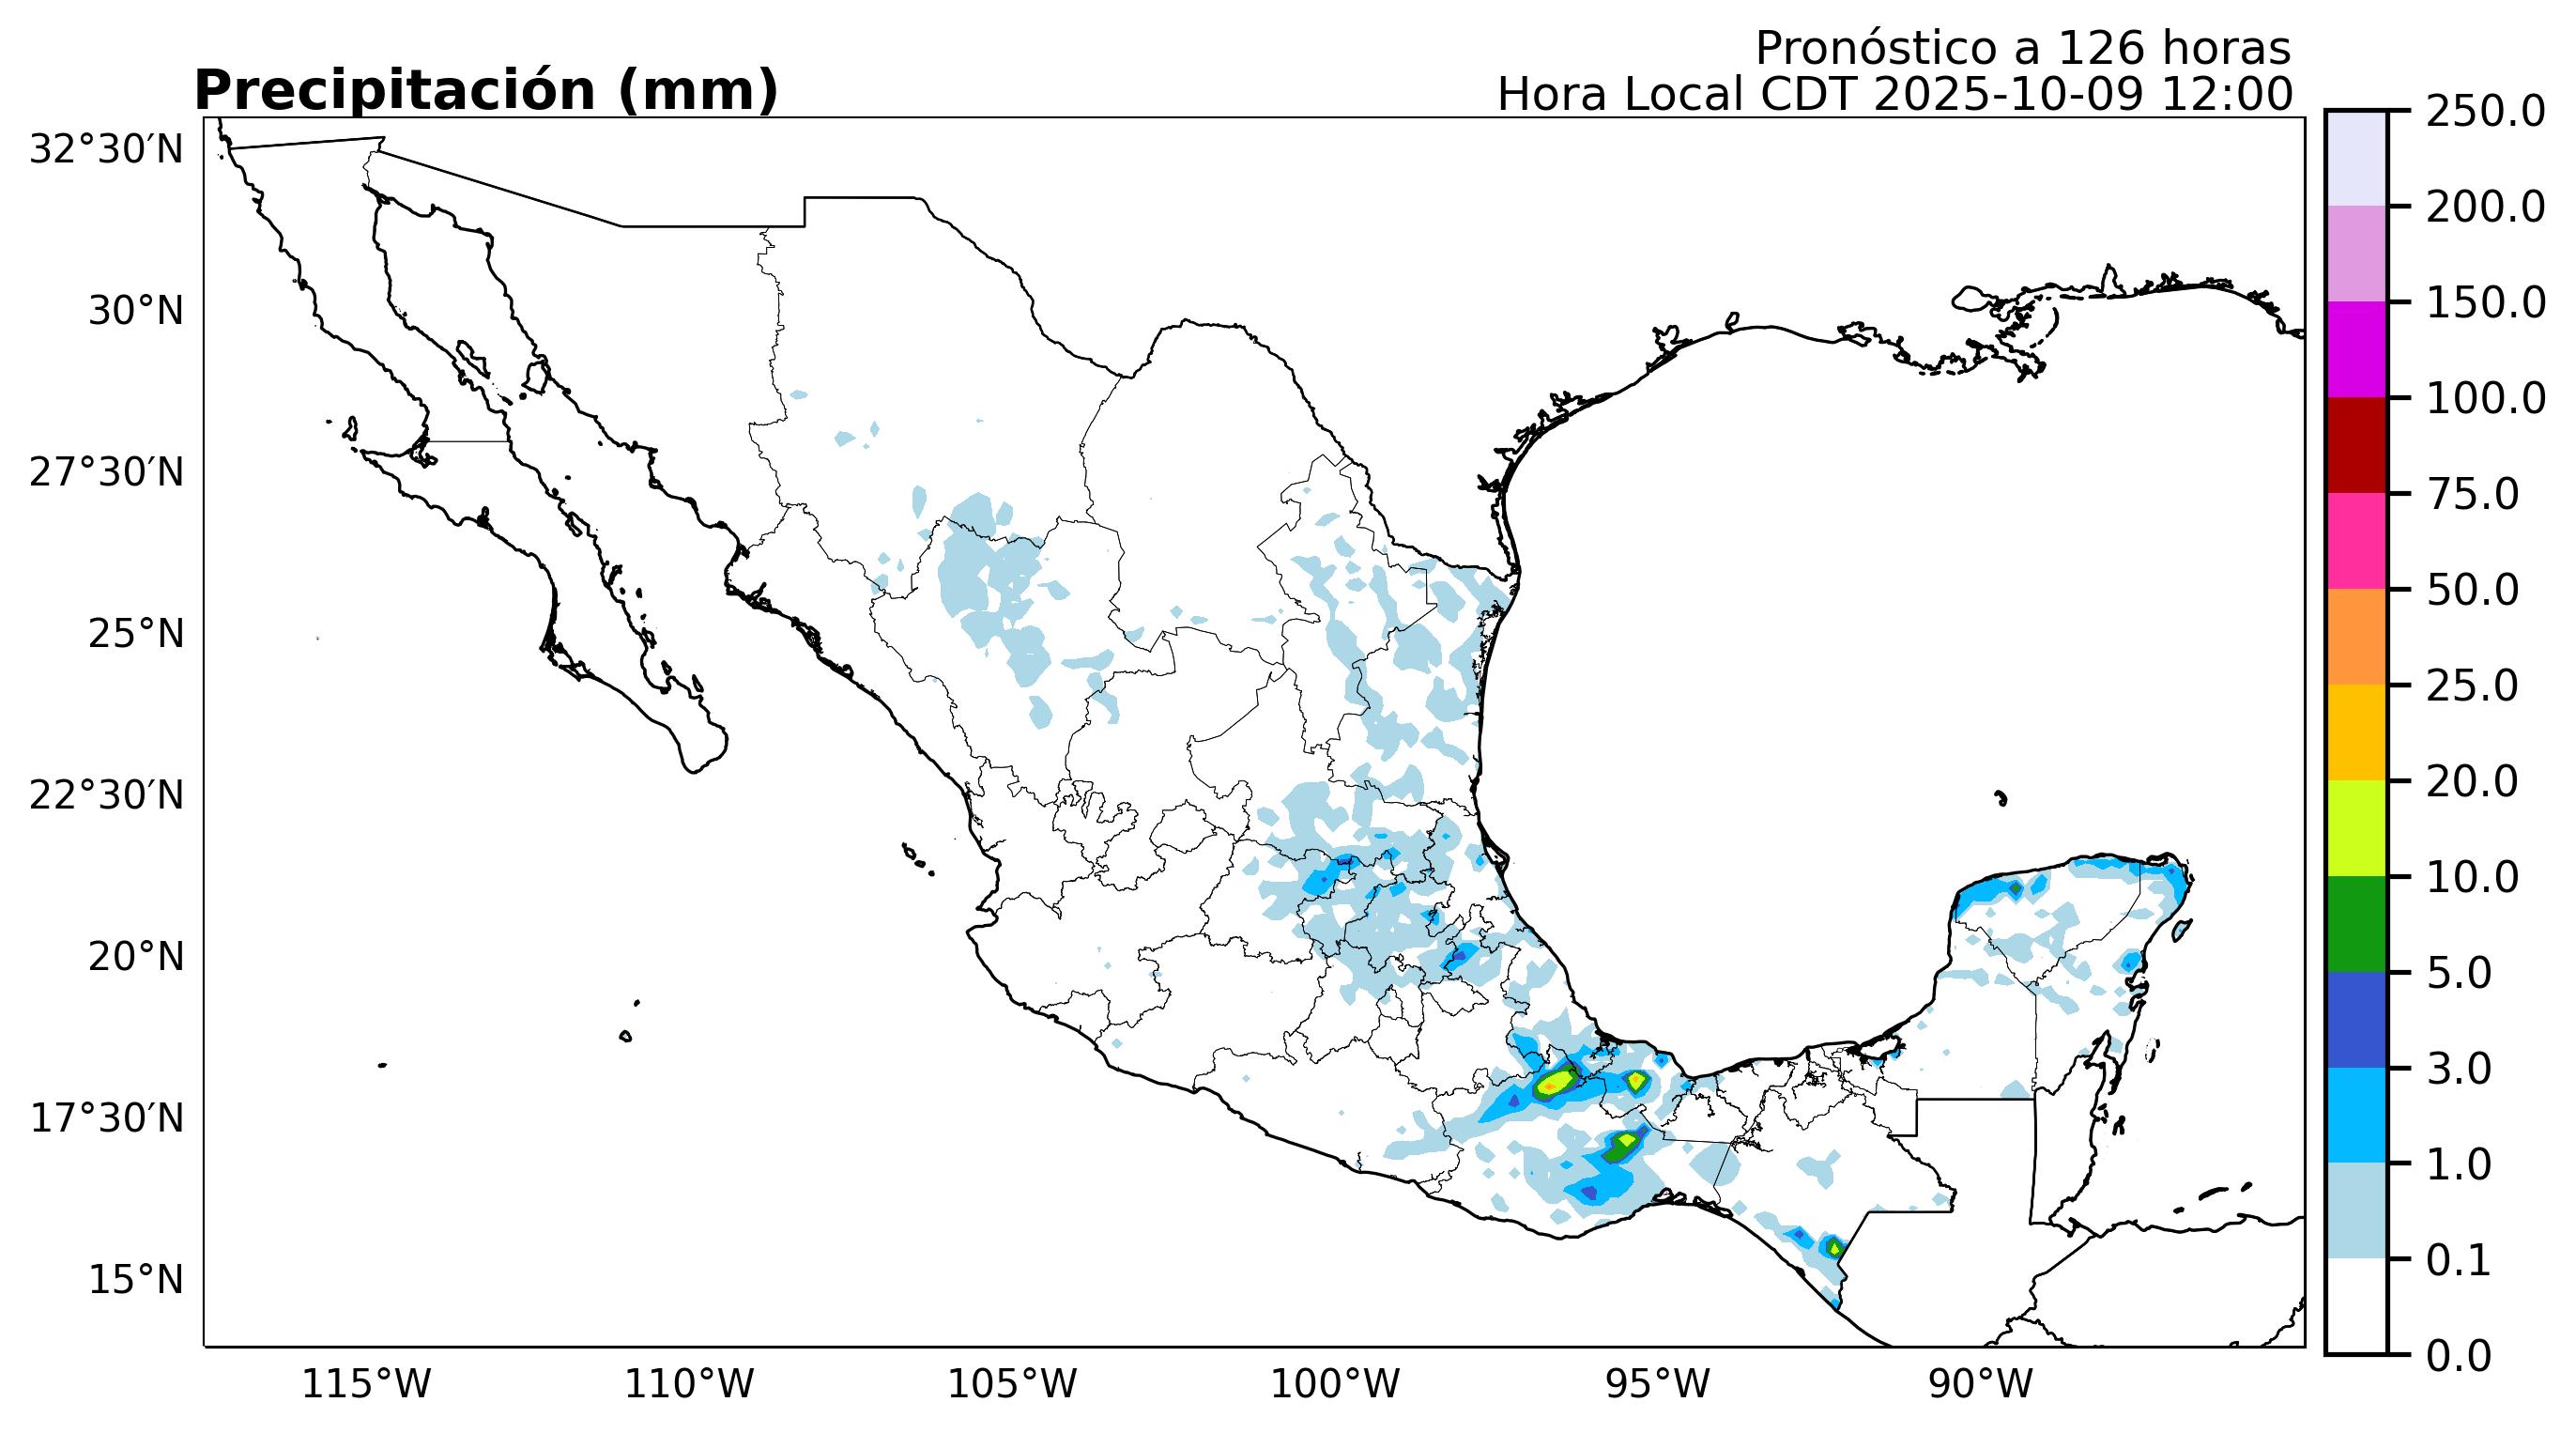 Pronóstico a 126 horas
Precipitación (mm)
Hora Local CDT 2025-10-09 12:00
32°30′N
30°N
27°30′N
25°N
22°30′N
20°N
17°30′N
15°N
115°W
110°W
105°W
100°W
95°W
90°W
250.0
200.0
150.0
100.0
75.0
50.0
25.0
20.0
10.0
5.0
3.0
1.0
0.1
0.0